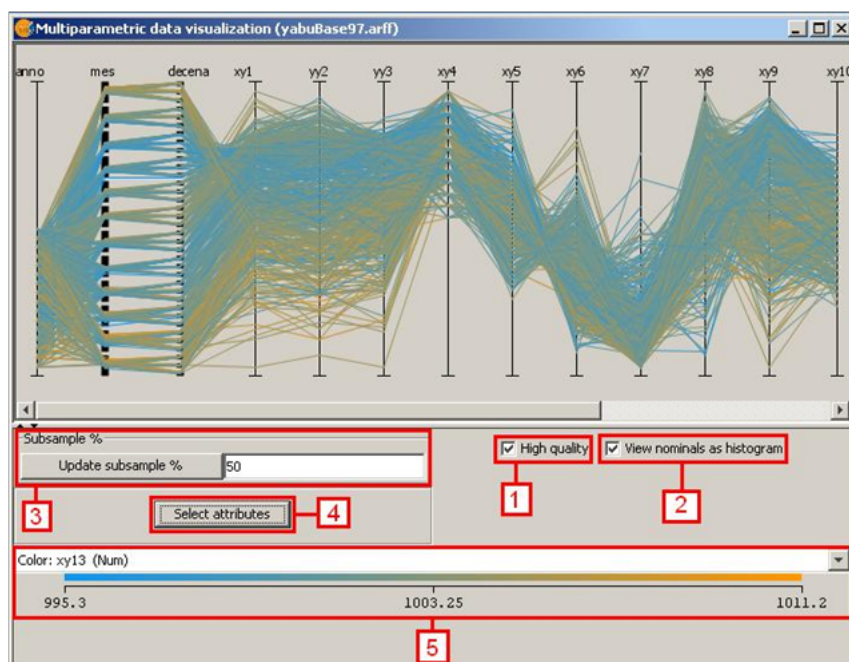 Multiparametric data visualization (yabuBase97.arff)
anno mes decena xy1 yy2 yy3 xy4 xy5 xy6 xy7 xy8 xy9 xy10
Subsample %
Update subsample % 50
High quality
View nominals as histogram
1
2
3
Select attributes
4
Color: xy13 (Num)
995.3 1003.25 1011.2
5